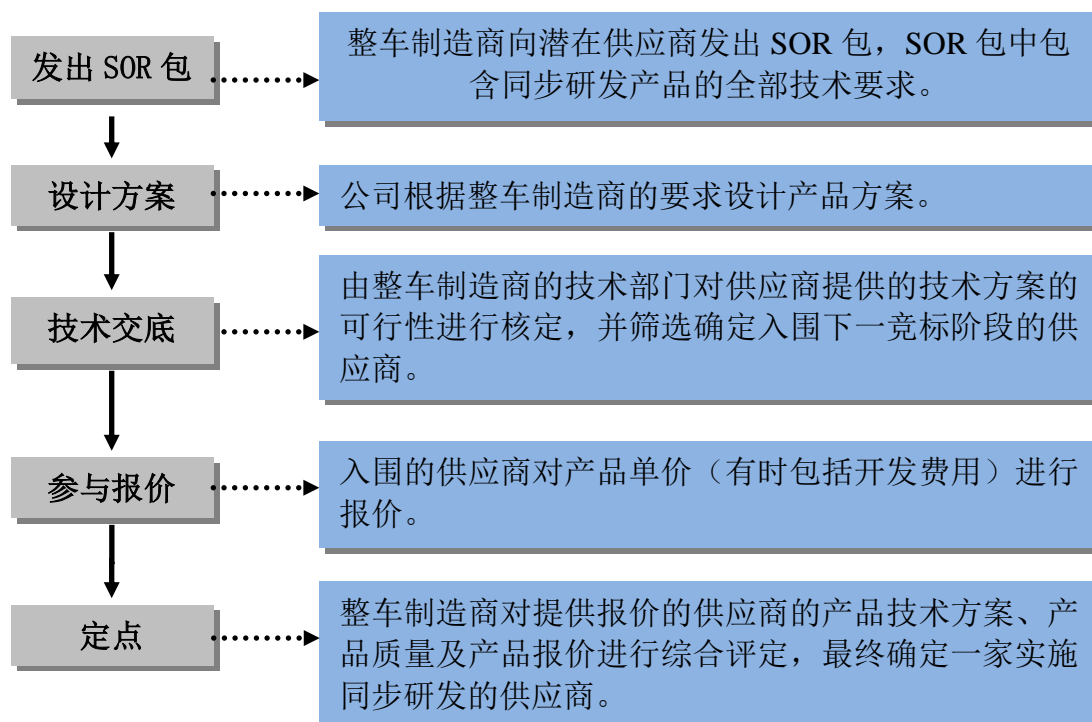 发出 SOR 包
整车制造商向潜在供应商发出 SOR 包，SOR 包中包
含同步研发产品的全部技术要求。
设计方案
公司根据整车制造商的要求设计产品方案。
技术交底
由整车制造商的技术部门对供应商提供的技术方案的
可行性进行核定，并筛选确定入围下一竞标阶段的供
应商。
参与报价
入围的供应商对产品单价（有时包括开发费用）进行
报价。
定点
整车制造商对提供报价的供应商的产品技术方案、产
品质量及产品报价进行综合评定，最终确定一家实施
同步研发的供应商。